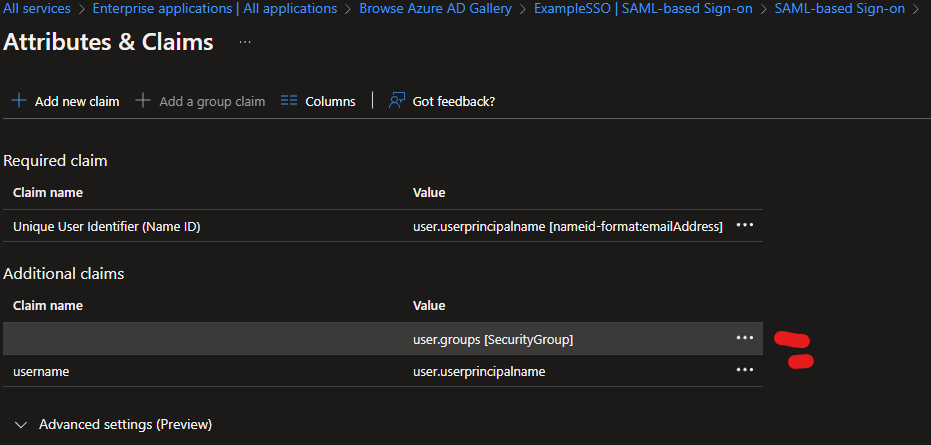 All services > Enterprise applications | All applications > Browse Azure AD Gallery > ExampleSSO | SAML-based Sign-on > SAML-based Sign-on >
Attributes & Claims ...
+ Add new claim + Add a group claim Columns | Got feedback?
Required claim
Claim name Value
Unique User Identifier (Name ID) user.userprincipalname [nameid-format:emailAddress] ...
Additional claims
Claim name Value
user.groups [SecurityGroup] ...
username user.userprincipalname ...
Advanced settings (Preview)